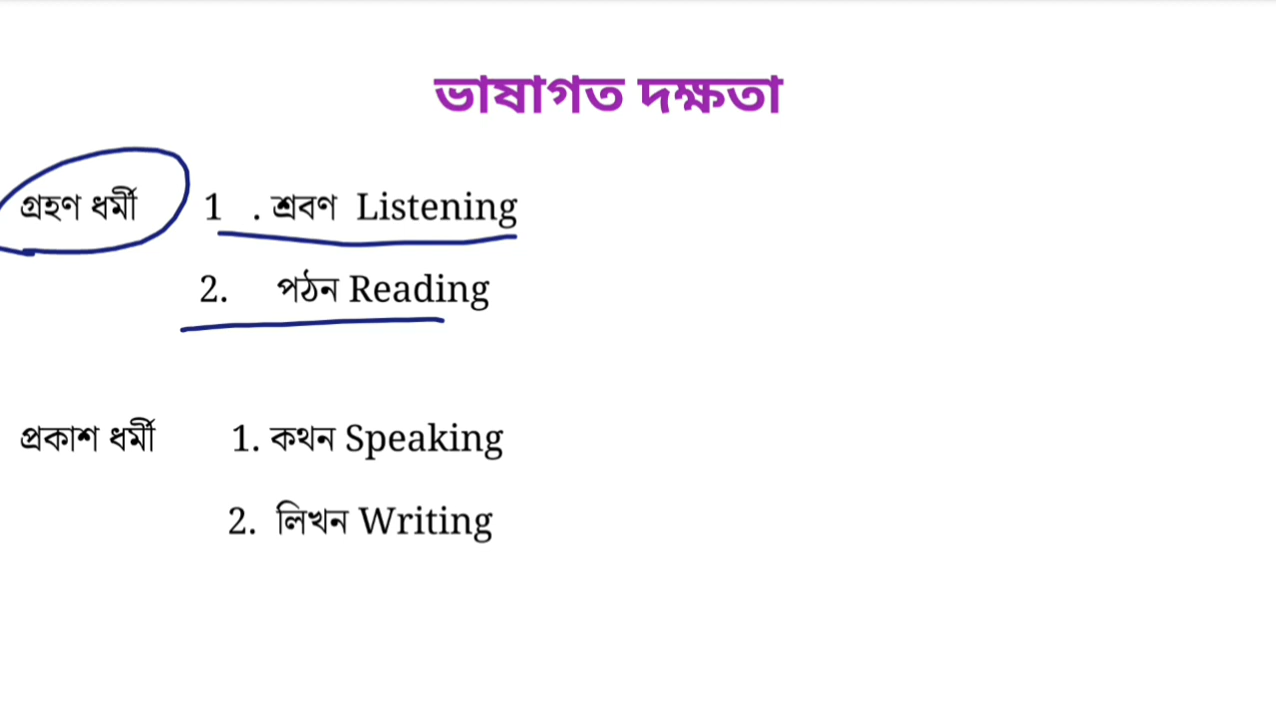 ভাষাগত দক্ষতা
গ্রহণ ধর্মী 1 . শ্রবণ Listening
2. পঠন Reading
প্রকাশ ধর্মী 1. কথন Speaking
2. লিখন Writing